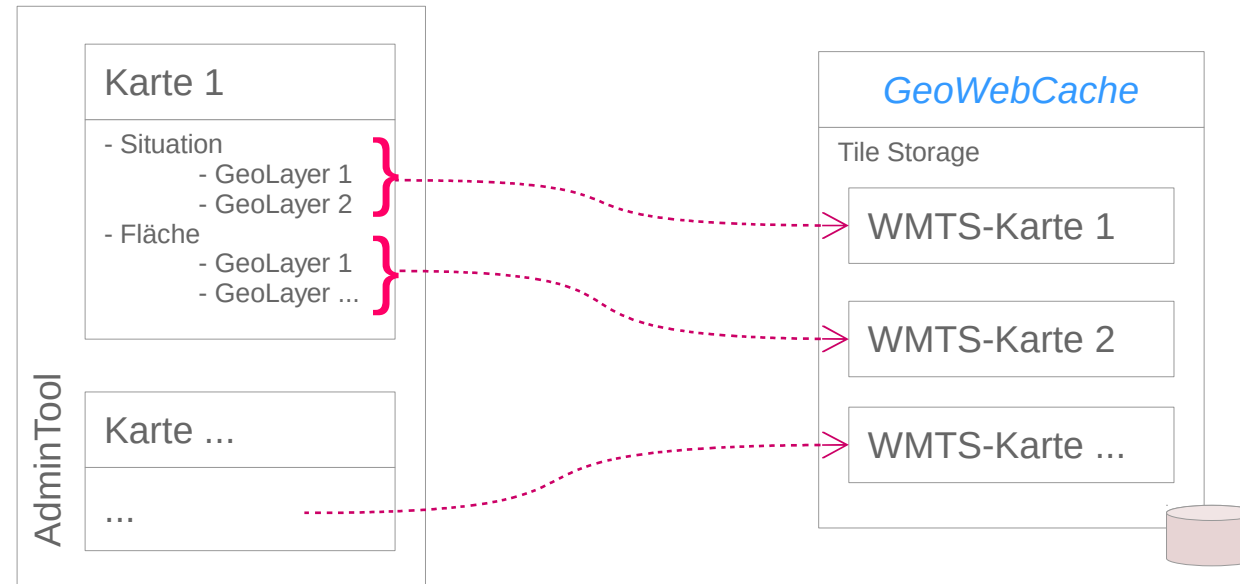 AdminTool
Karte 1
- Situation
- GeoLayer 1
- GeoLayer 2
- Fläche
- GeoLayer 1
- GeoLayer ...
Karte ...
...
GeoWebCache
Tile Storage
WMTS-Karte 1
WMTS-Karte 2
WMTS-Karte ...